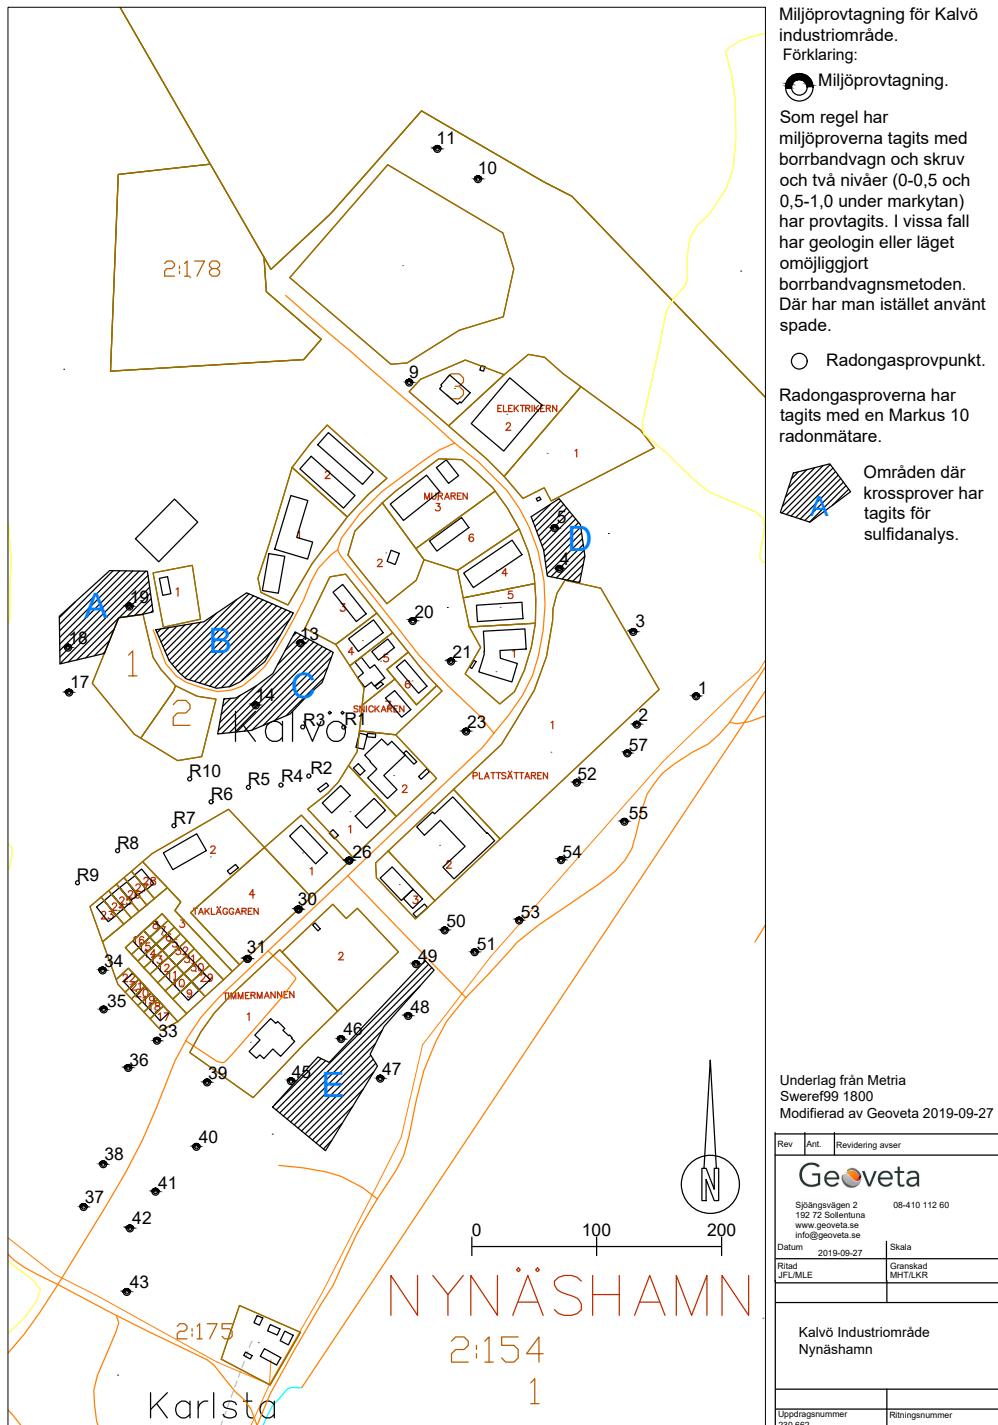 Miljöprovtagning för Kalvö
industriområde.
Förklaring:
Miljöprovtagning.
Som regel har
miljöproverna tagits med
borrbandvagn och skruv
och två nivåer (0-0,5 och
0,5-1,0 under markytan)
har provtagits. I vissa fall
har geologin eller läget
omöjliggjort
borrbandvagnsmetoden.
Där har man istället använt
spade.
Radongasprovpunkt.
Radongasproverna har
tagits med en Markus 10
radonmätare.
A
Områden där
krossprover har
tagits för
sulfidanalys.
11
10
2:178
9
3
ELEKTRIKERN
2
1
2
MURAREN
3
6
1
2
4
5
D
5
4
A
19
18
17
1
B
3
20
13
4
5
21
1
3
1
C
6
1
14
2
SNICKAREN
Kalvö
R3
R1
23
2
57
1
PLATTSÄTTAREN
R10
R5
R4
R2
52
2
R6
R7
55
R8
2
1
1
26
54
2
R9
4
30
3
TAKLÄGGAREN
53
50
31
2
51
49
34
TIMMERMANNEN
35
1
48
33
46
36
39
45
E
47
40
38
41
37
42
43
0
100
200
N
NYNÄSHAMN
2:175
2:154
1
Karlsta
Underlag från Metria
Sweref99 1800
Modifierad av Geoveta 2019-09-27
Rev Ant. Revidering avser
Geoveta
Sjöängsvägen 2 08-410 112 60
192 72 Sollentuna
www.geoveta.se
info@geoveta.se
Datum 2019-09-27 Skala
Ritad Granskad
JFL/MLE MHT/LKR
Kalvö Industriområde
Nynäshamn
Uppdragsnummer Ritningsnummer